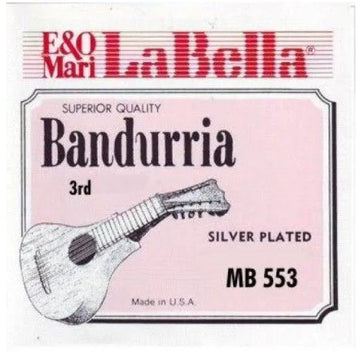 E&O
Mari LaBella®
SUPERIOR QUALITY
Bandurria
3rd
SILVER PLATED
MB 553
Made in U.S.A.